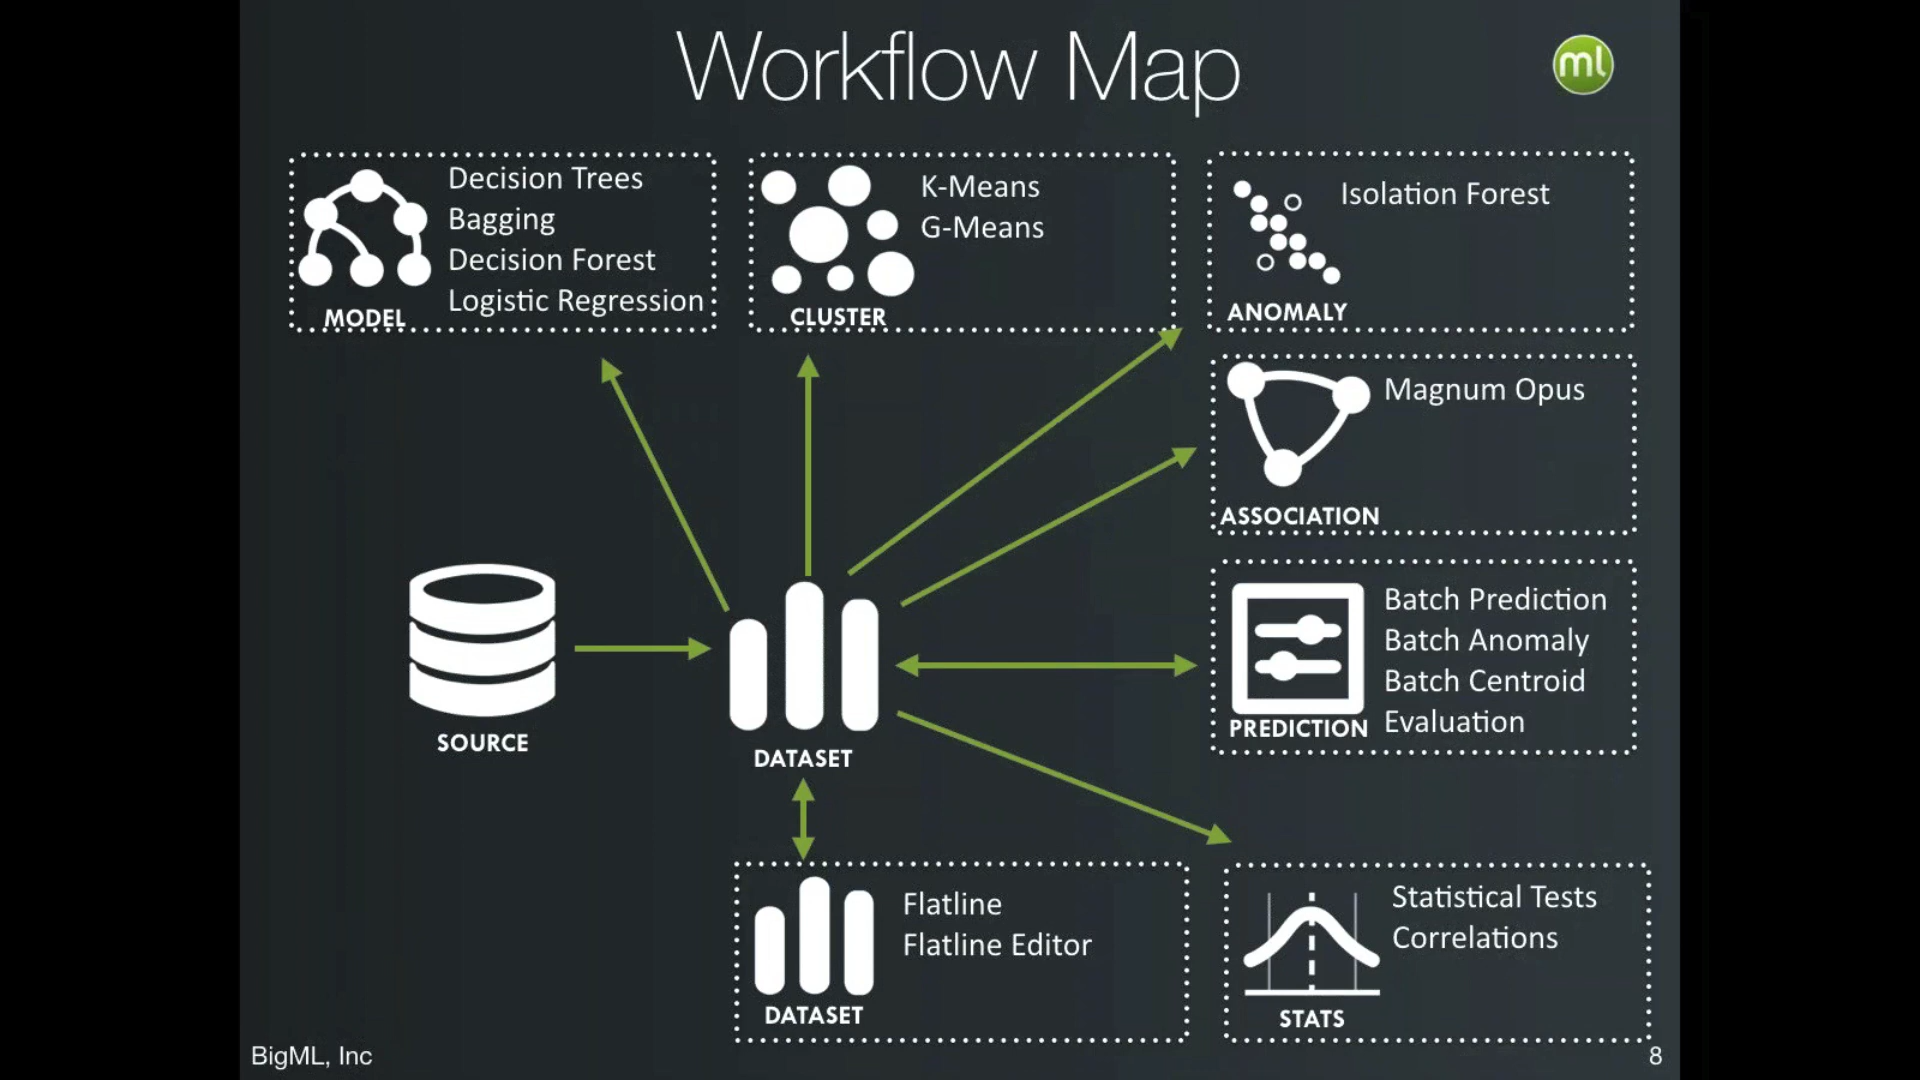 Workflow Map
ml
Decision Trees
Bagging
Decision Forest
Logistic Regression
MODEL
K-Means
G-Means
CLUSTER
Isolation Forest
ANOMALY
Magnum Opus
ASSOCIATION
SOURCE
DATASET
Batch Prediction
Batch Anomaly
Batch Centroid
Evaluation
PREDICTION
Flatline
Flatline Editor
DATASET
Statistical Tests
Correlations
STATS
BigML, Inc
8